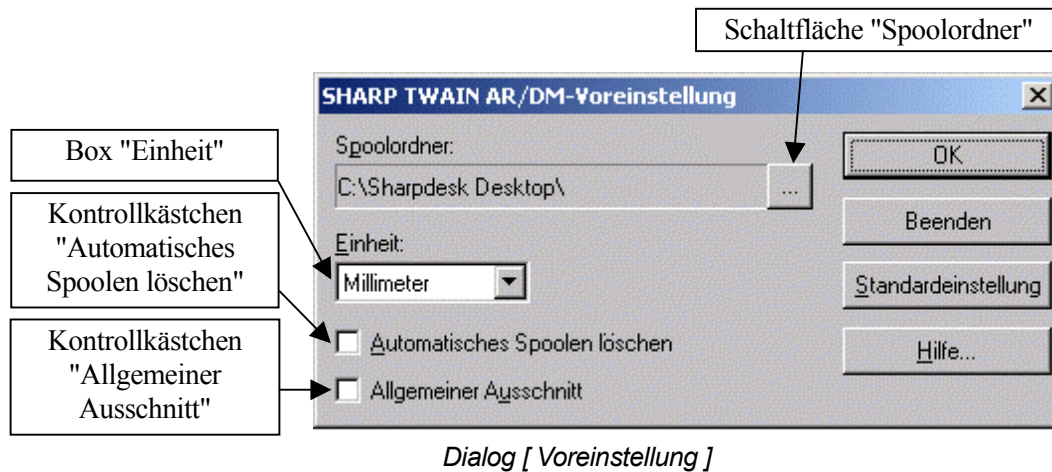 Schaltfläche "Spoolordner"
SHARP TWAIN AR/DM-Voreinstellung
Box "Einheit"
Kontrollkästchen
"Automatisches
Spoolen löschen"
Kontrollkästchen
"Allgemeiner
Ausschnitt"
Spoolordner:
C:\Sharpdesk Desktop\
...
OK
Beenden
Einheit:
Millimeter
Standardeinstellung
Automatisches Spoolen löschen
Hilfe...
Allgemeiner Ausschnitt
Dialog [ Voreinstellung ]